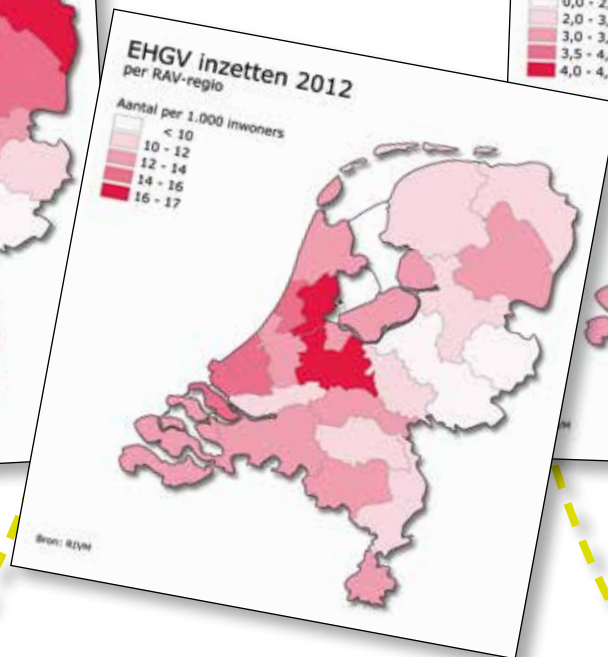 0,0 - 2,
2,0 - 3,
3,0 - 3,
3,5 - 4,
4,0 - 4,
EHGV inzetten 2012
per RAV-regio
Aantal per 1.000 inwoners
< 10
10 - 12
12 - 14
14 - 16
16 - 17
Bron: RIVM